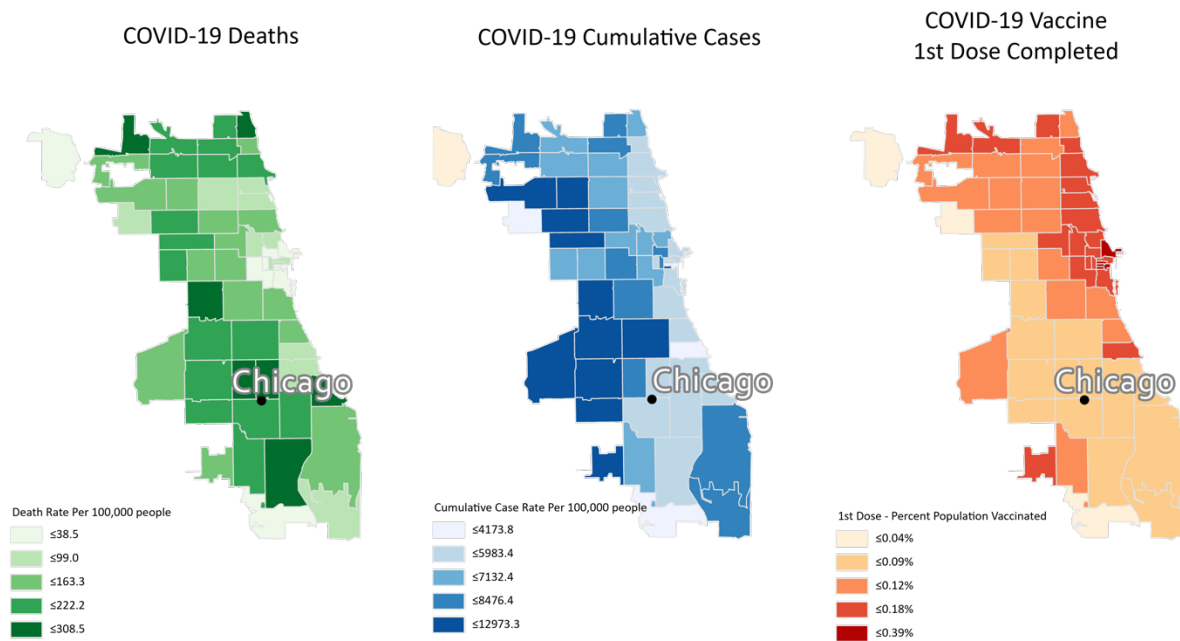 COVID-19 Deaths
COVID-19 Cumulative Cases
COVID-19 Vaccine
1st Dose Completed
Chicago
Chicago
Chicago
Death Rate Per 100,000 people
≤38.5
≤99.0
≤163.3
≤222.2
≤308.5
Cumulative Case Rate Per 100,000 people
≤4173.8
≤5983.4
≤7132.4
≤8476.4
≤12973.3
1st Dose - Percent Population Vaccinated
≤0.04%
≤0.09%
≤0.12%
≤0.18%
≤0.39%